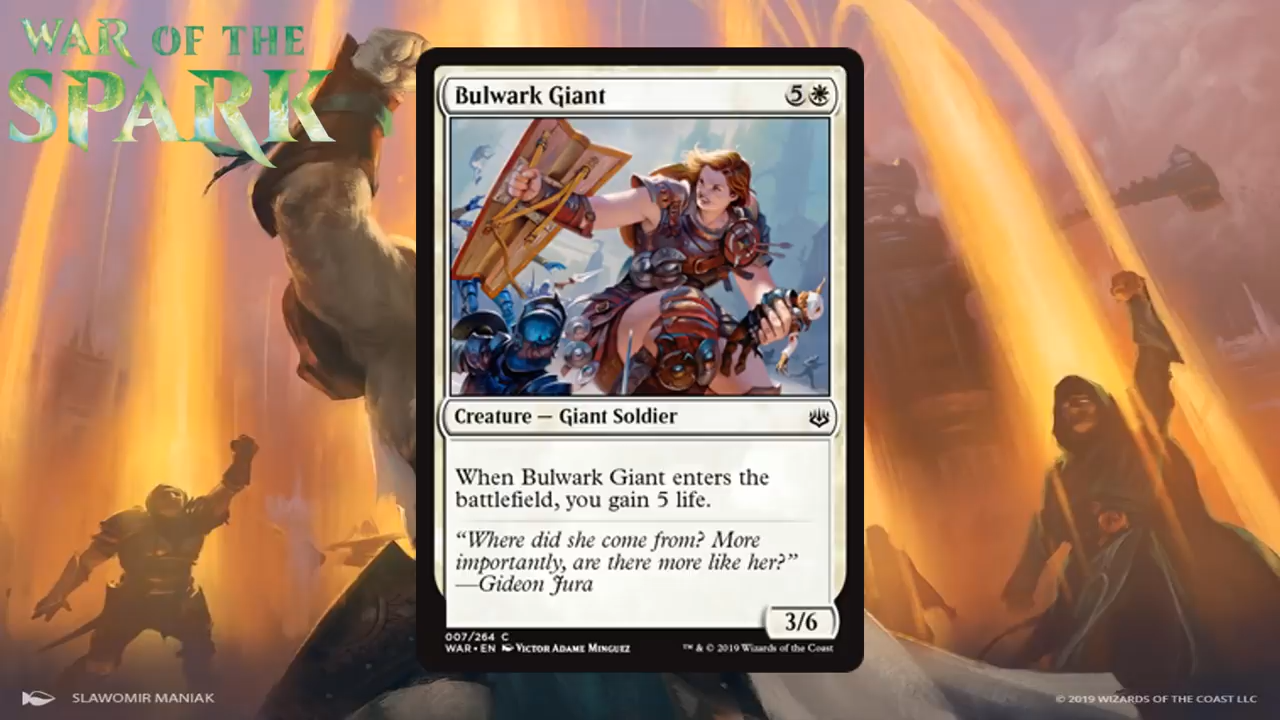 WAR OF THE
SPARK
Bulwark Giant
5
Creature — Giant Soldier
When Bulwark Giant enters the
battlefield, you gain 5 life.
“Where did she come from? More
importantly, are there more like her?”
—Gideon Jura
3/6
007/264 C
WAR • EN VICTOR ADAME MINGUEZ
™ & © 2019 Wizards of the Coast
SLAWOMIR MANIAK
© 2019 WIZARDS OF THE COAST LLC